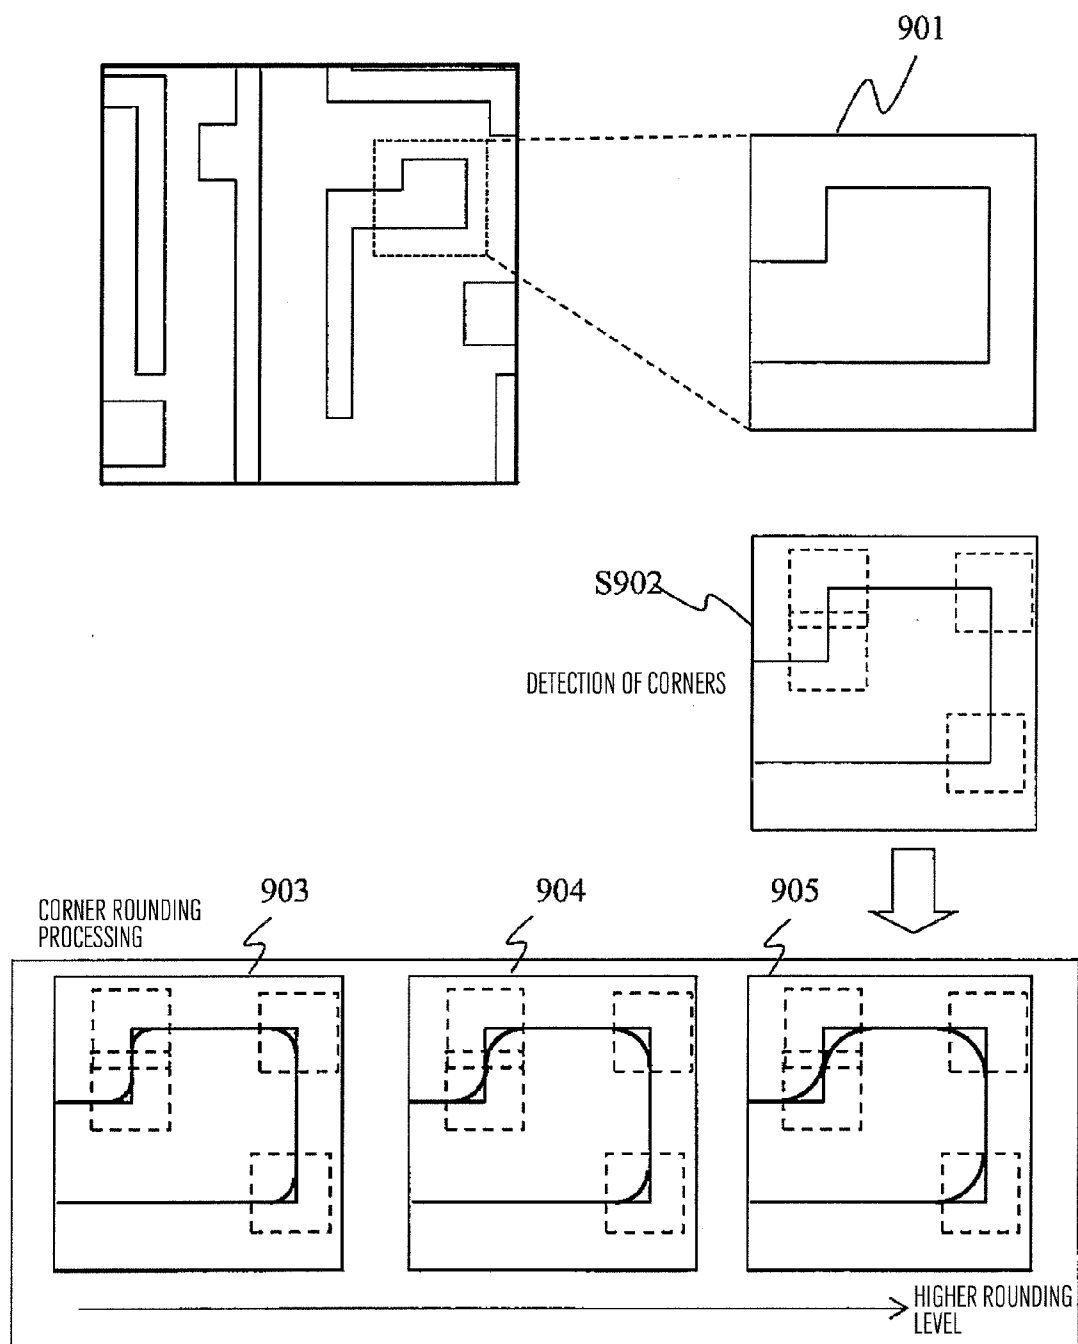 901
S902
DETECTION OF CORNERS
903
904
905
CORNER ROUNDING
PROCESSING
HIGHER ROUNDING
LEVEL